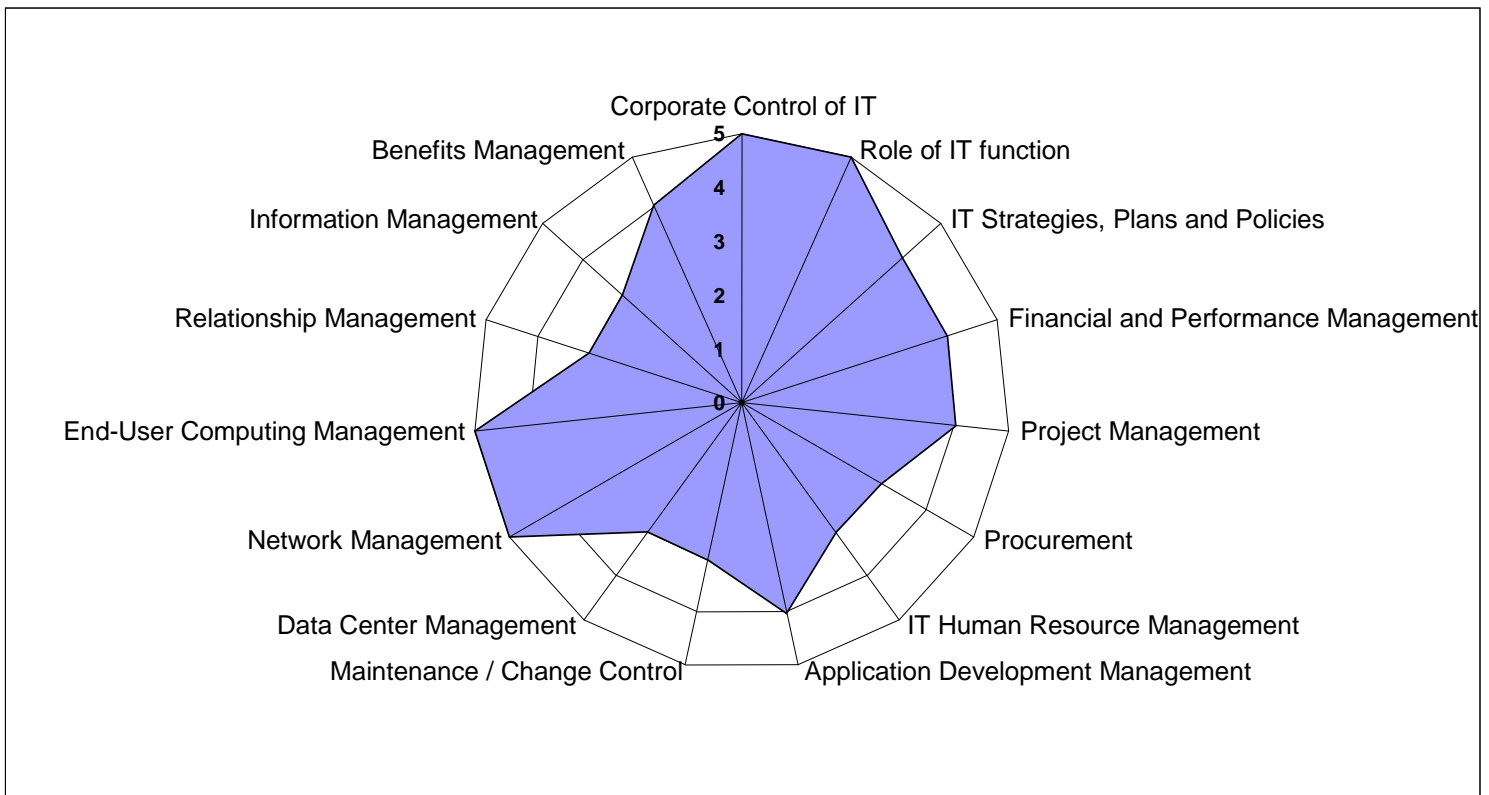 Corporate Control of IT
Role of IT function
IT Strategies, Plans and Policies
Financial and Performance Management
Project Management
Procurement
IT Human Resource Management
Application Development Management
Maintenance / Change Control
Data Center Management
Network Management
End-User Computing Management
Relationship Management
Information Management
Benefits Management
5
4
3
2
1
0